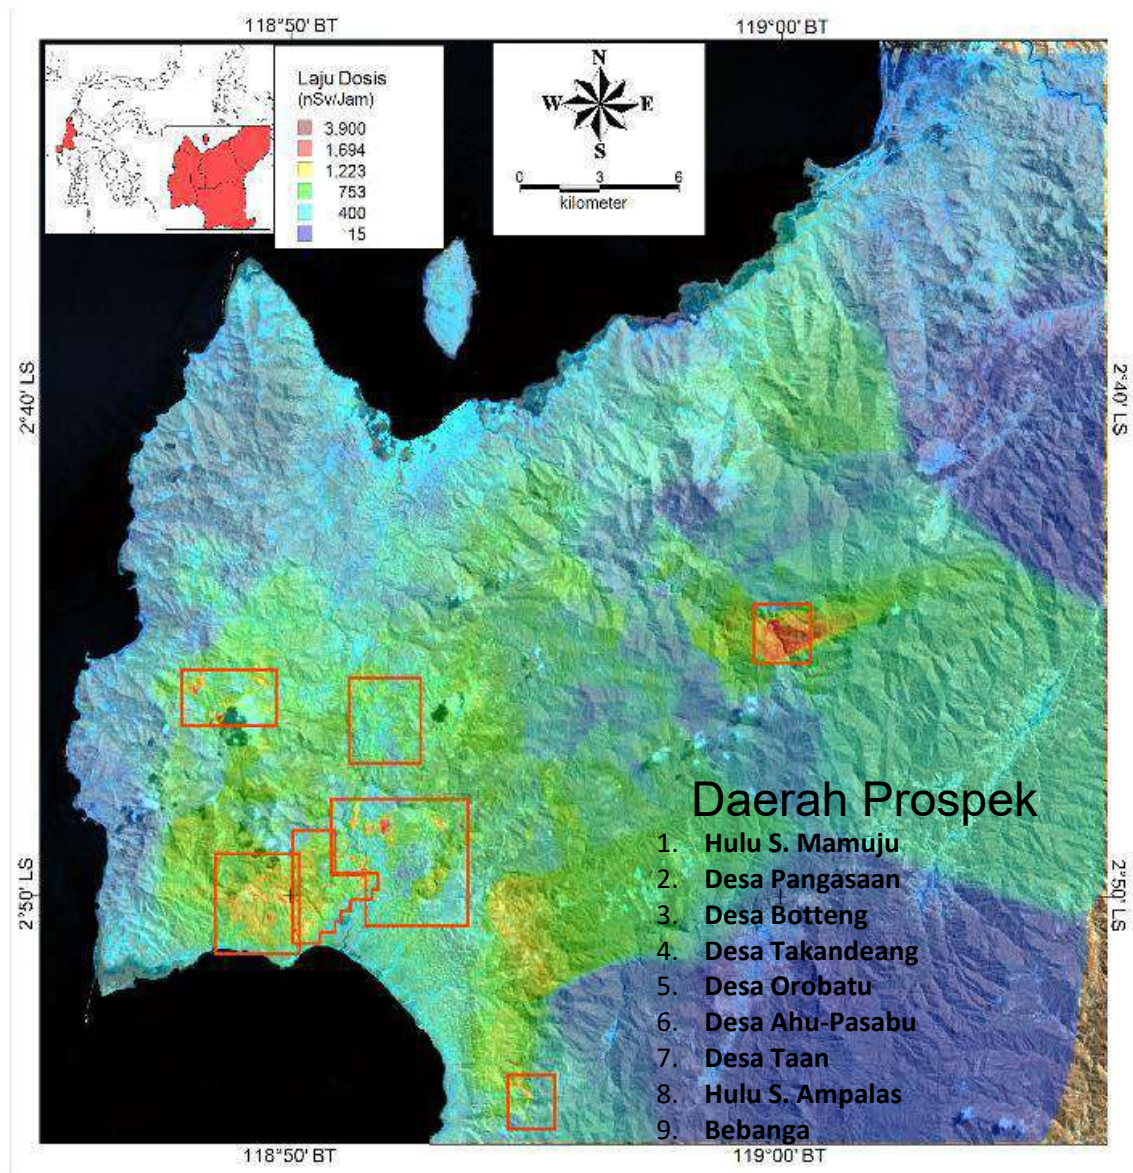 118°50' BT 119°00' BT
Laju Dosis
(nSv/Jam)
3.900
1.694
1.223
753
400
15
N
W E
S
0 3 6
kilometer
2°40' LS
2°40' LS
Daerah Prospek
1. Hulu S. Mamuju
2. Desa Pangasaan
3. Desa Botteng
4. Desa Takandeang
5. Desa Orobatu
6. Desa Ahu-Pasabu
7. Desa Taan
8. Hulu S. Ampalas
9. Bebanga
2°50' LS
2°50' LS
118°50' BT 119°00' BT